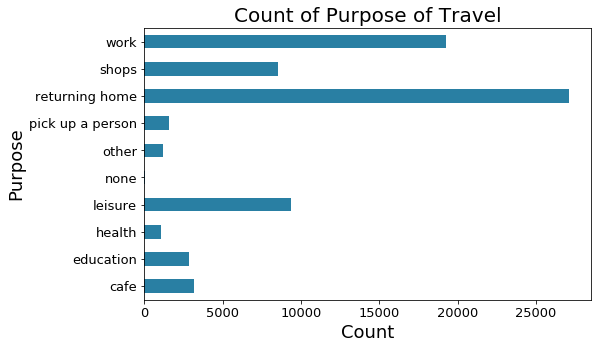 Count of Purpose of Travel
work
shops
returning home
pick up a person
other
none
leisure
health
education
cafe
Purpose
0 5000 10000 15000 20000 25000
Count